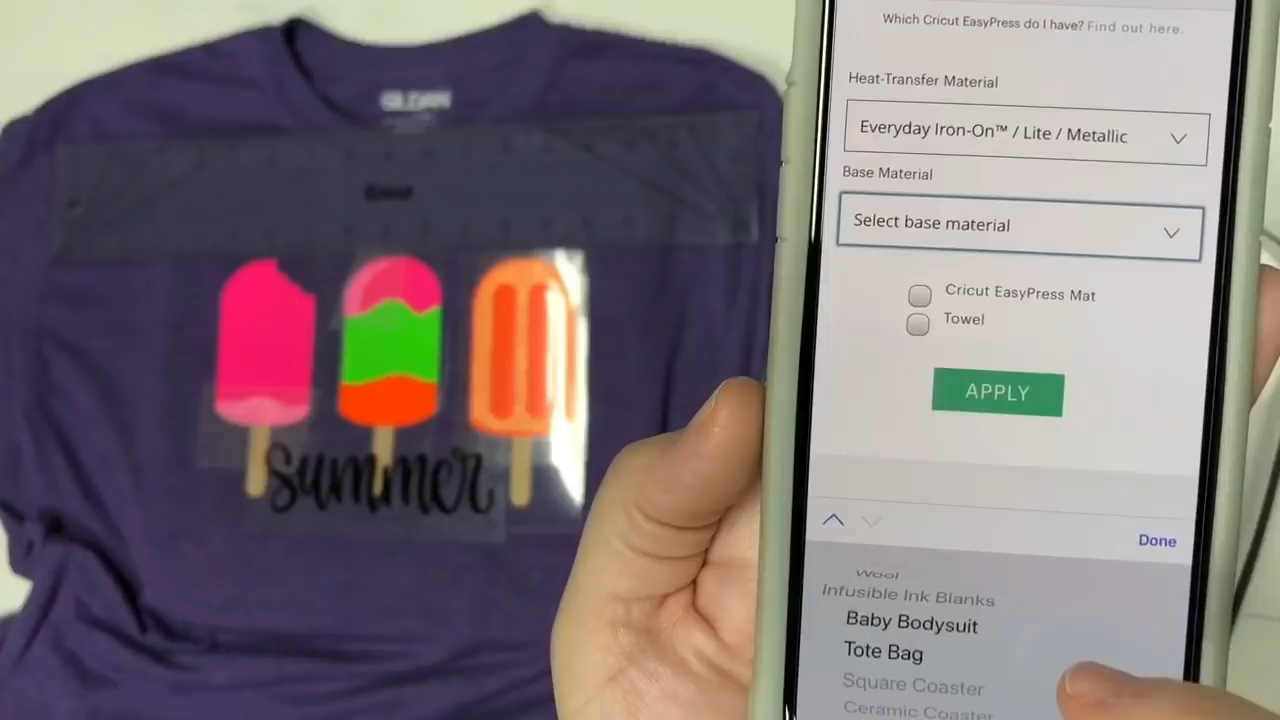 Which Cricut EasyPress do I have? Find out here.
Heat-Transfer Material
Everyday Iron-On™ / Lite / Metallic
Base Material
Select base material
Cricut EasyPress Mat
Towel
APPLY
Done
Wool
Infusible Ink Blanks
Baby Bodysuit
Tote Bag
Square Coaster
Ceramic Coaster
GILDAN
summer